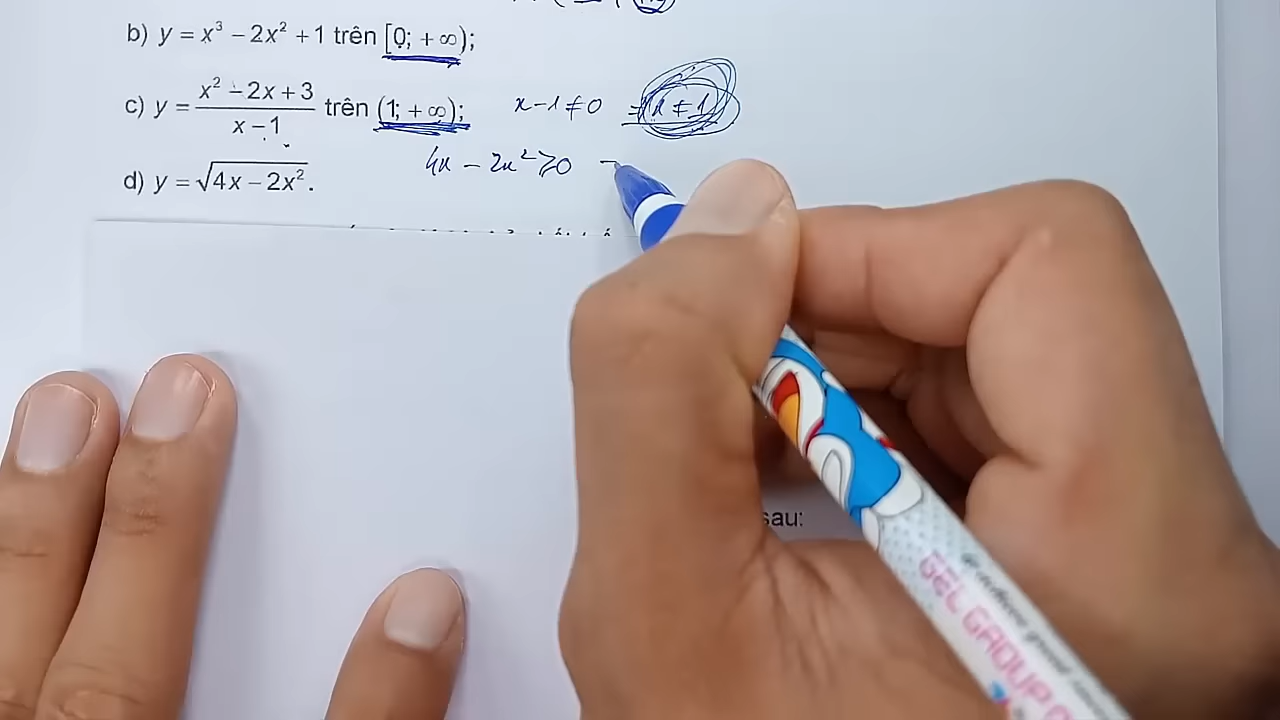 b) y = x³ − 2x² + 1 trên [0; + ∞);
c) y = (x² − 2x + 3)/(x − 1) trên (1; + ∞); x − 1 ≠ 0 ⇒ x ≠ 1
4x − 2x² ≥ 0
d) y = √(4x − 2x²).
sau:
GEL GROUP